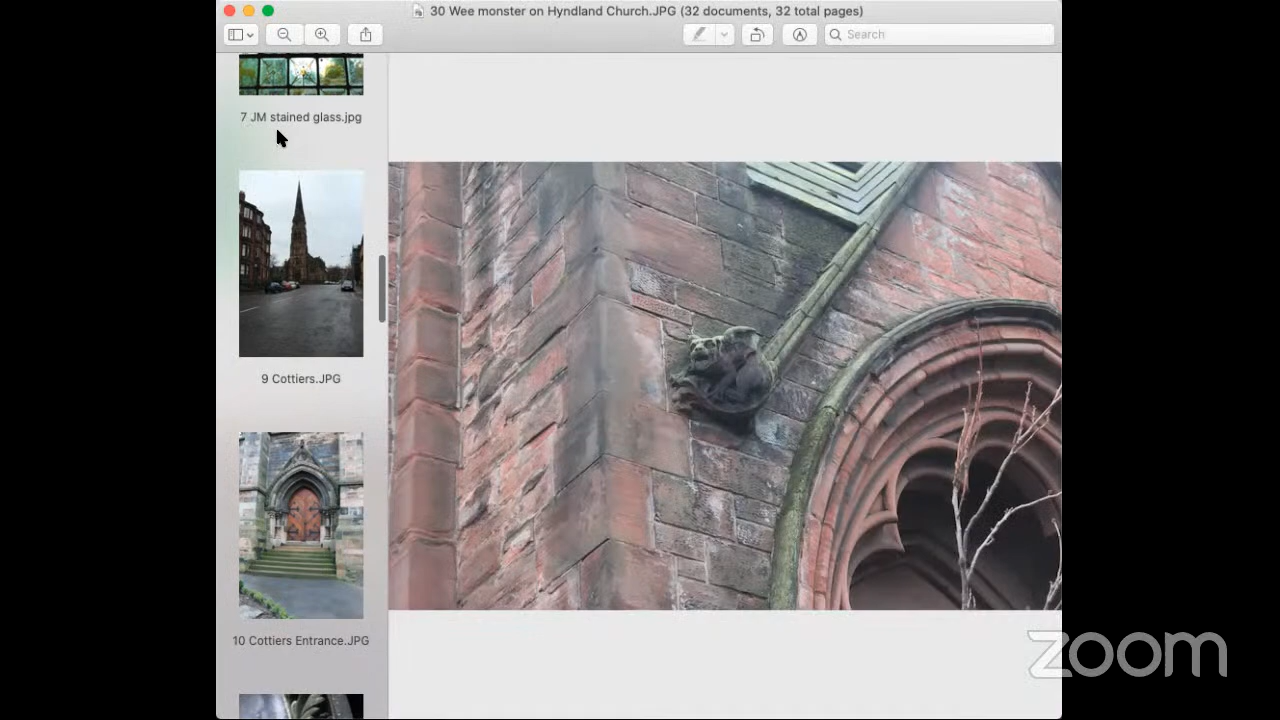 30 Wee monster on Hyndland Church.JPG (32 documents, 32 total pages)
Search
7 JM stained glass.jpg
9 Cottiers.JPG
10 Cottiers Entrance.JPG
zoom